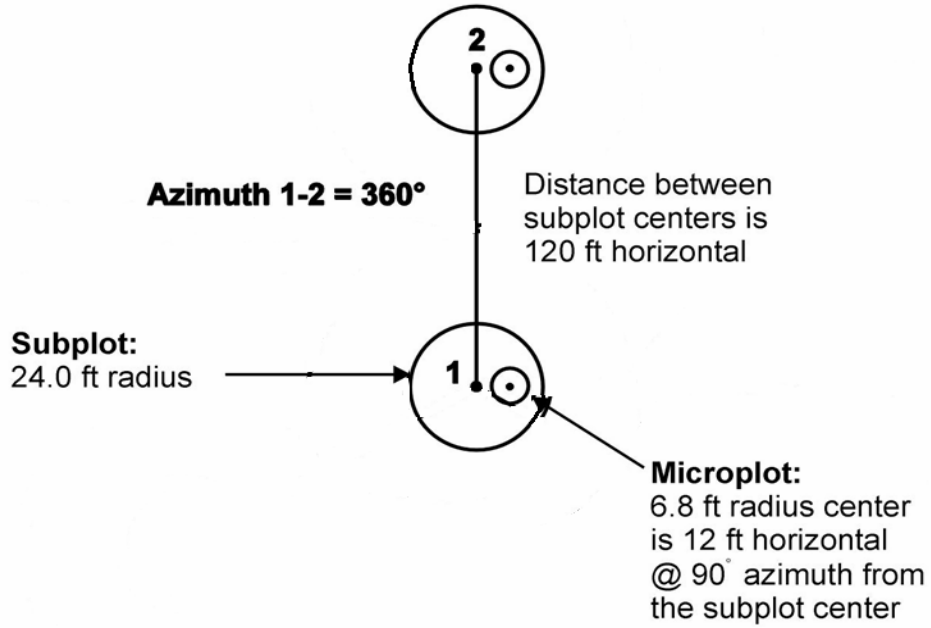 2
Azimuth 1-2 = 360°
Distance between
subplot centers is
120 ft horizontal
Subplot:
24.0 ft radius
1
Microplot:
6.8 ft radius center
is 12 ft horizontal
@ 90° azimuth from
the subplot center